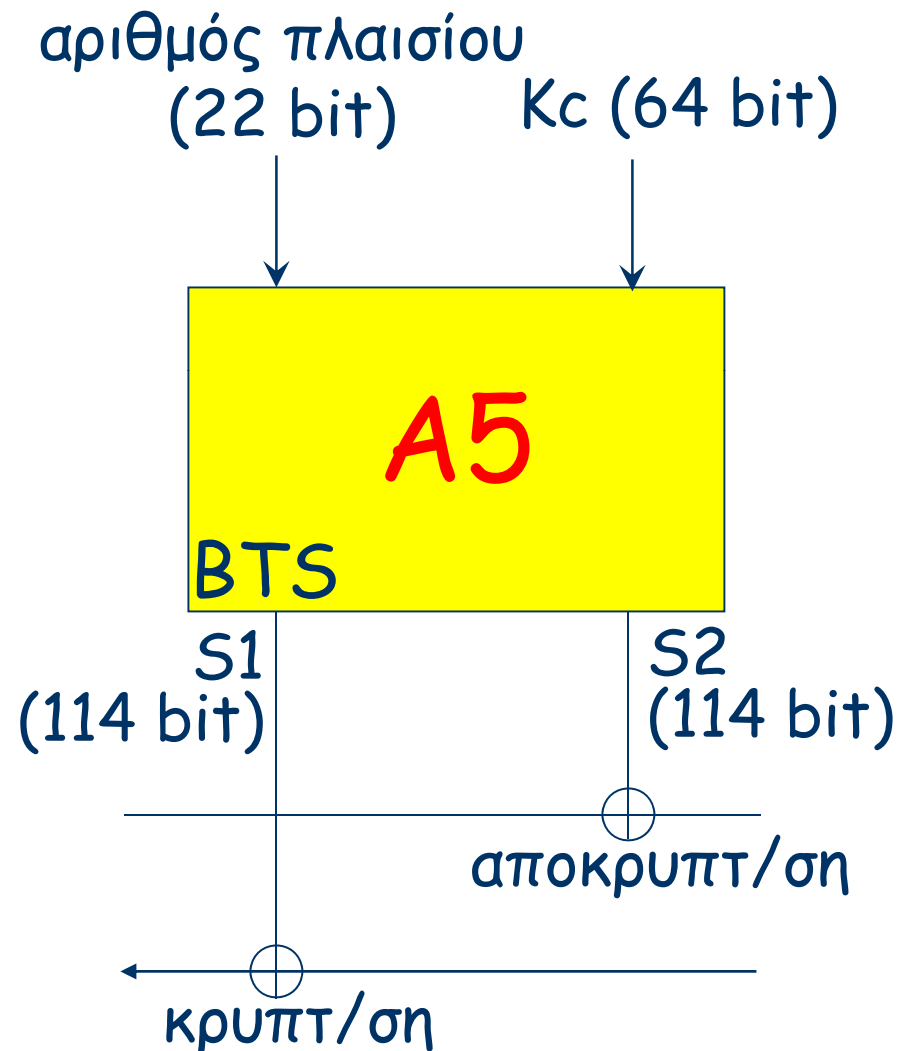 αριθμός πλαισίου
(22 bit)
Kc (64 bit)
A5
BTS
S1
(114 bit)
S2
(114 bit)
αποκρυπτ/ση
κρυπτ/ση